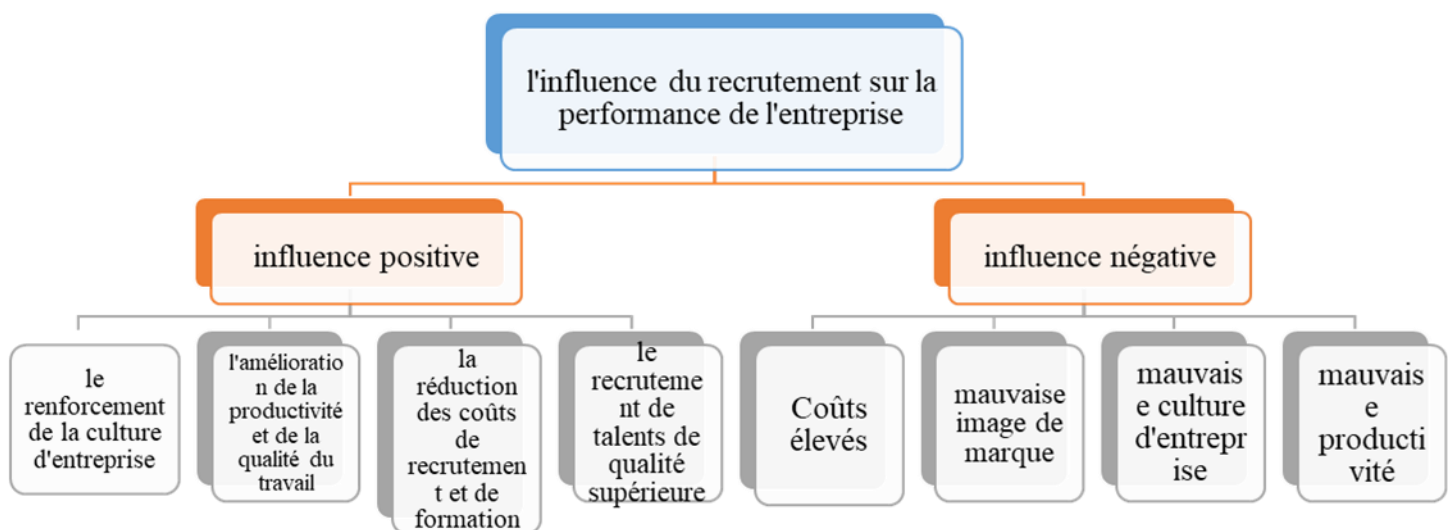 l'influence du recrutement sur la
performance de l'entreprise
influence positive
influence négative
le
renforcement
de la culture
d'entreprise
l'amélioratio
n de la
productivité
et de la
qualité du
travail
la
réduction
des coûts
de
recrutemen
t et de
formation
le
recruteme
nt de
talents de
qualité
supérieure
Coûts
élevés
mauvaise
image de
marque
mauvais
e culture
d'entrepr
ise
mauvais
e
producti
vité